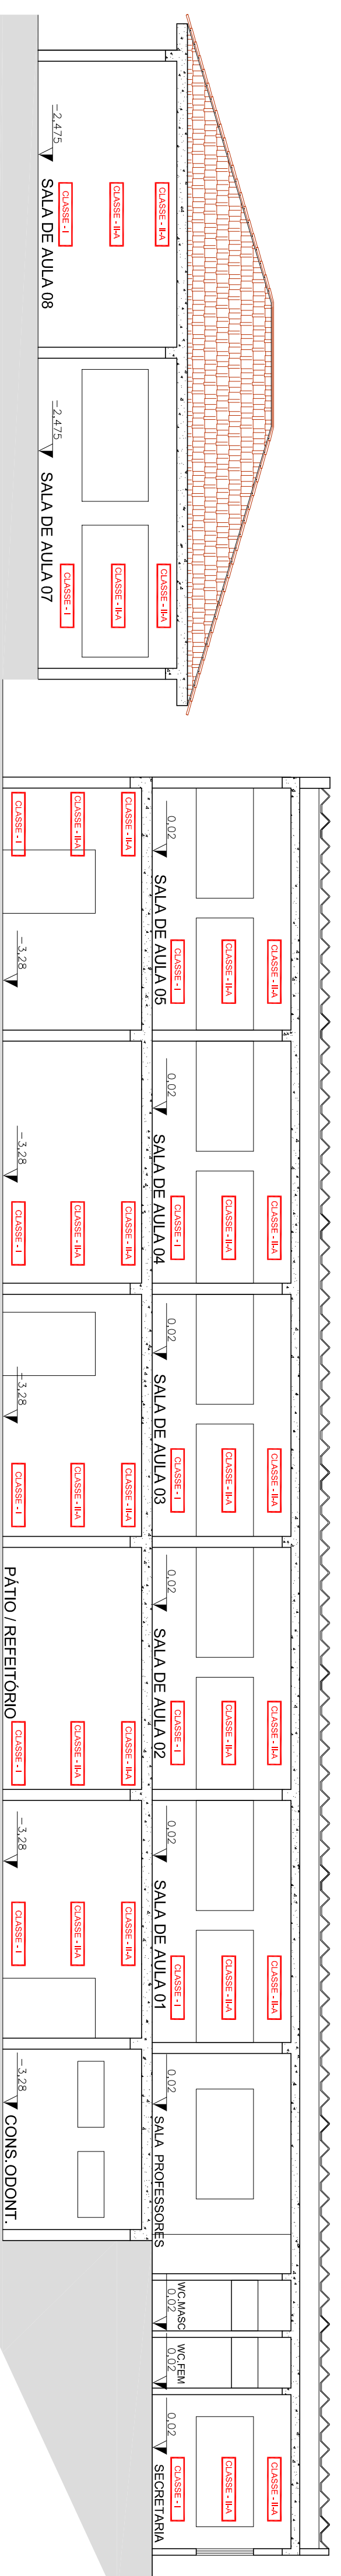 CLASSE - II-A
CLASSE - II-A
CLASSE - I
-2,475
SALA DE AULA 08
CLASSE - II-A
CLASSE - II-A
CLASSE - I
-2,475
SALA DE AULA 07
CLASSE - II-A
CLASSE - II-A
CLASSE - I
0,02
SALA DE AULA 05
CLASSE - II-A
CLASSE - II-A
CLASSE - I
0,02
SALA DE AULA 04
CLASSE - II-A
CLASSE - II-A
CLASSE - I
0,02
SALA DE AULA 03
CLASSE - II-A
CLASSE - II-A
CLASSE - I
0,02
SALA DE AULA 02
CLASSE - II-A
CLASSE - II-A
CLASSE - I
0,02
SALA DE AULA 01
0,02
SALA PROFESSORES
WC.MASC
0,02
WC.FEM
0,02
CLASSE - II-A
CLASSE - II-A
CLASSE - I
0,02
SECRETARIA
CLASSE - II-A
CLASSE - II-A
CLASSE - I
-3,28
CLASSE - II-A
CLASSE - II-A
CLASSE - I
-3,28
CLASSE - II-A
CLASSE - II-A
CLASSE - I
-3,28
CLASSE - II-A
CLASSE - II-A
CLASSE - I
PÁTIO / REFEITÓRIO
CLASSE - II-A
CLASSE - II-A
CLASSE - I
-3,28
-3,28
CONS.ODONT.